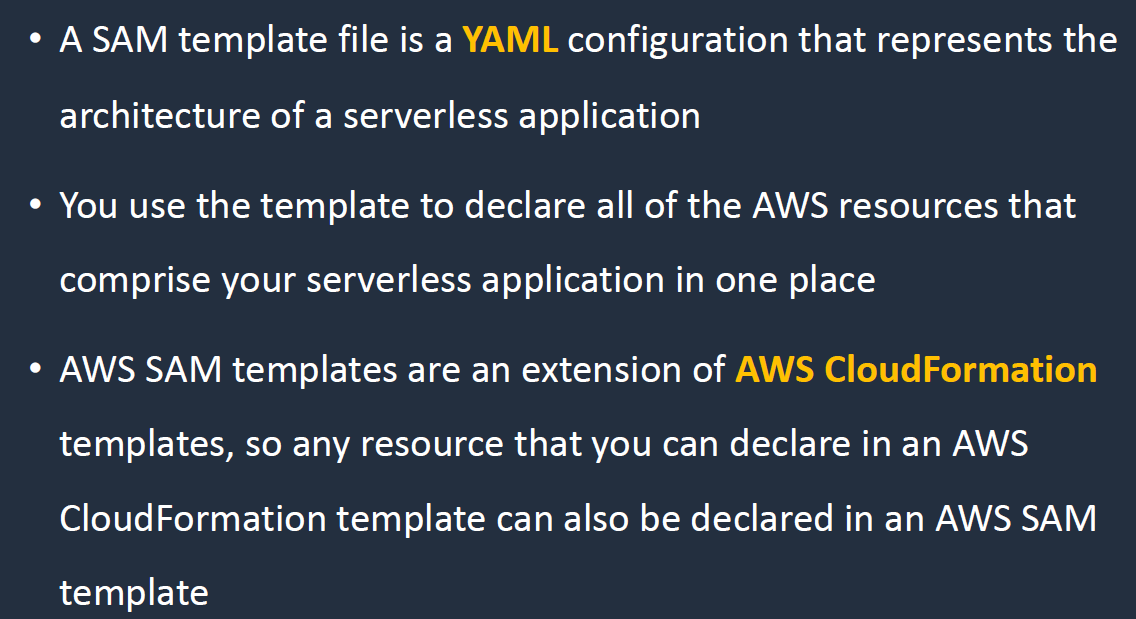 • A SAM template file is a YAML configuration that represents the
architecture of a serverless application
• You use the template to declare all of the AWS resources that
comprise your serverless application in one place
• AWS SAM templates are an extension of AWS CloudFormation
templates, so any resource that you can declare in an AWS
CloudFormation template can also be declared in an AWS SAM
template